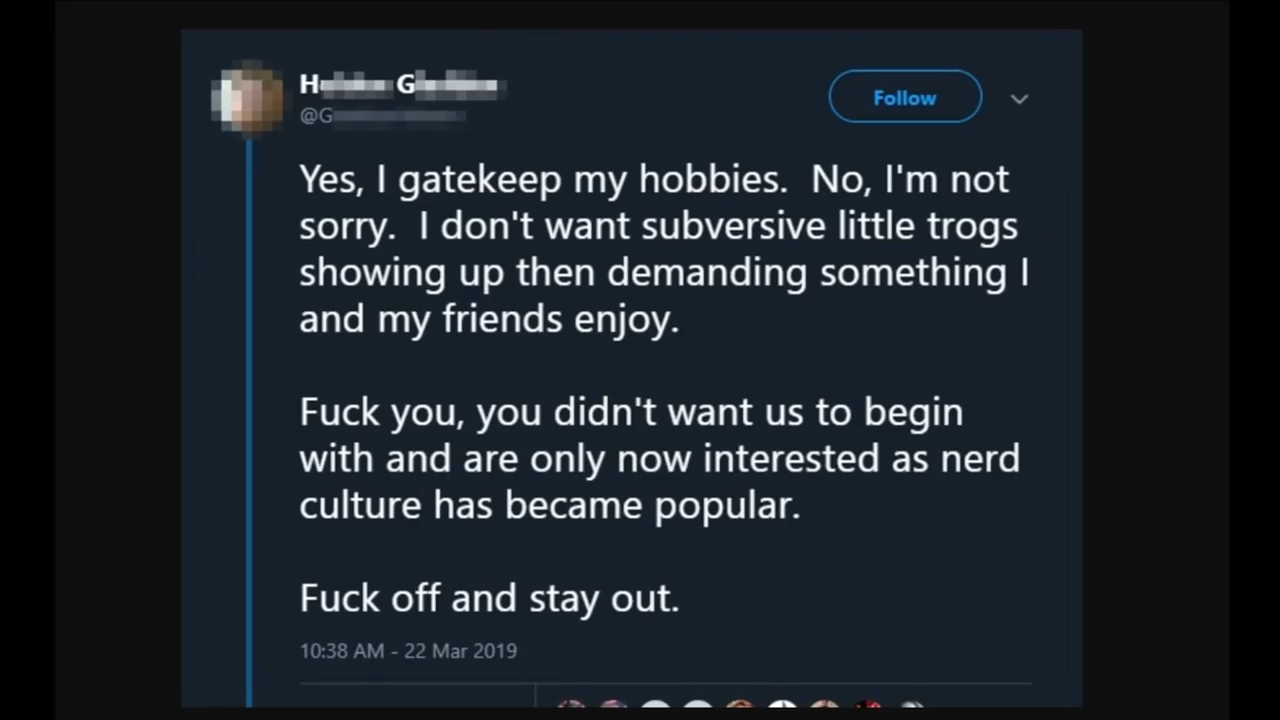 Follow
Yes, I gatekeep my hobbies.  No, I'm not
sorry.  I don't want subversive little trogs
showing up then demanding something I
and my friends enjoy.
Fuck you, you didn't want us to begin
with and are only now interested as nerd
culture has became popular.
Fuck off and stay out.
10:38 AM - 22 Mar 2019